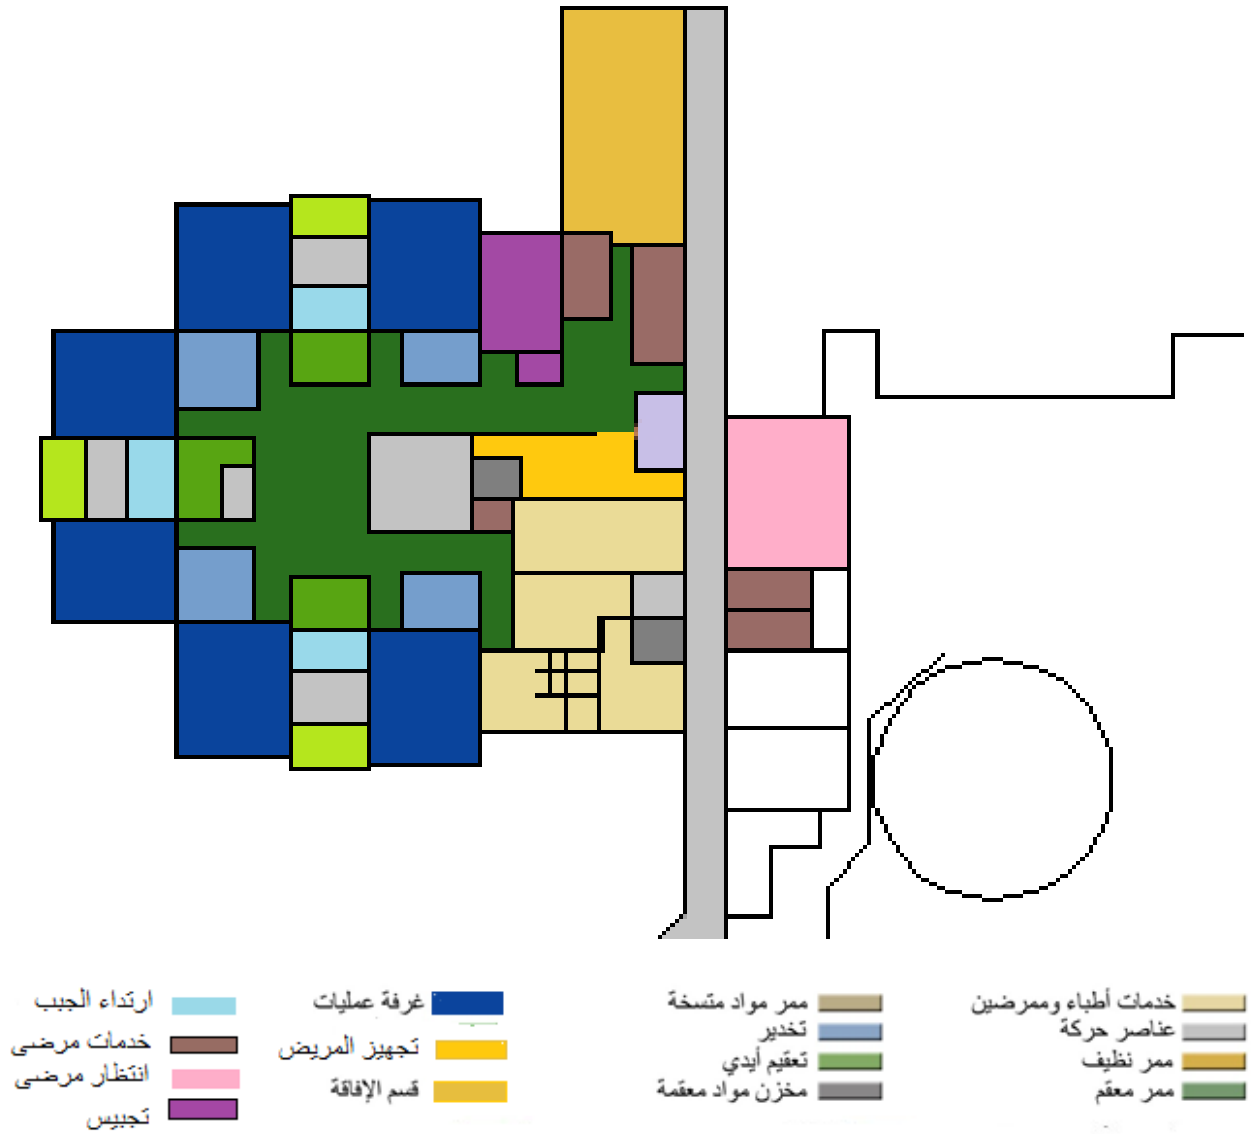 خدمات أطباء وممرضين
عناصر حركة
ممر نظيف
ممر معقم
ممر مواد متسخة
تخدير
تعقيم أيدي
مخزن مواد معقمة
غرفة عمليات
تجهيز المريض
قسم الإفاقة
ارتداء الجبب
خدمات مرضى
انتظار مرضى
تجبيس